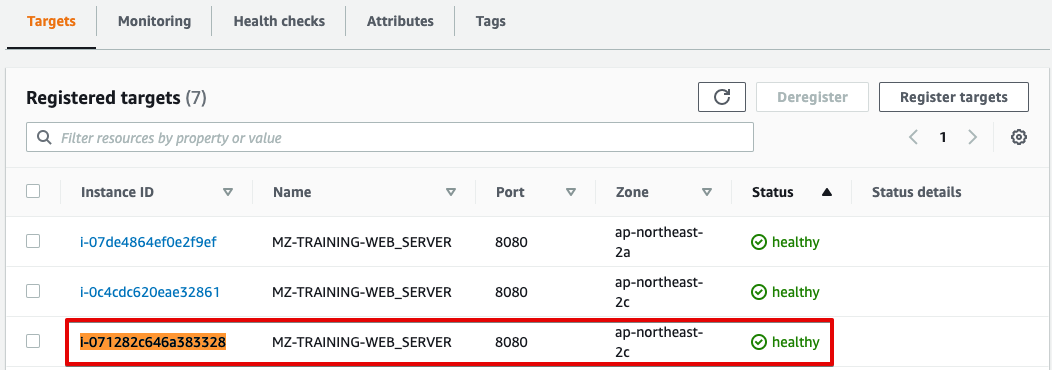 Targets Monitoring Health checks Attributes Tags
Registered targets (7) Deregister Register targets
Filter resources by property or value 1
Instance ID Name Port Zone Status Status details
i-07de4864ef0e2f9ef MZ-TRAINING-WEB_SERVER 8080 ap-northeast-2a healthy
i-0c4cdc620eae32861 MZ-TRAINING-WEB_SERVER 8080 ap-northeast-2c healthy
i-071282c646a383328 MZ-TRAINING-WEB_SERVER 8080 ap-northeast-2c healthy